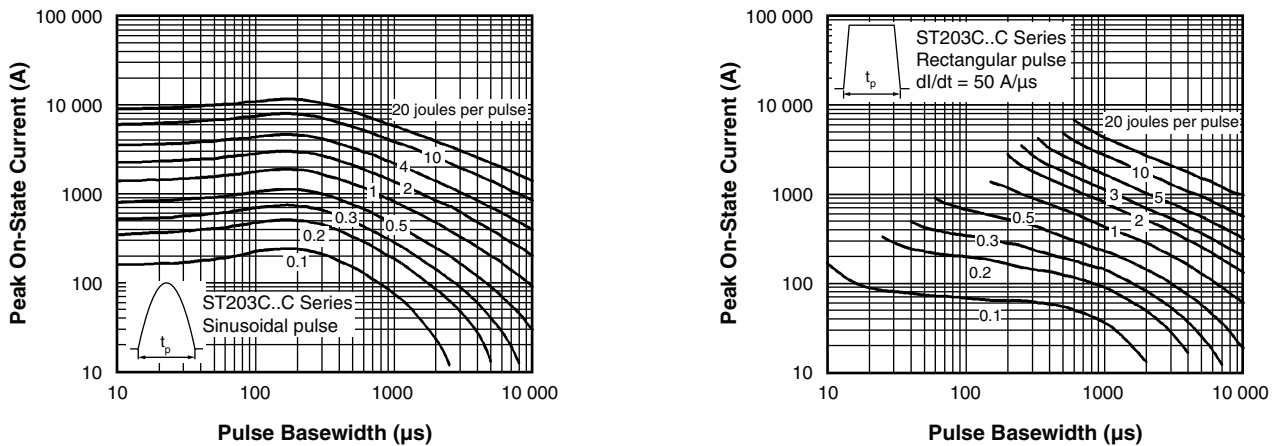 Peak On-State Current (A)
100 000
10 000
1000
100
10
20 joules per pulse
10
4
2
1
0.5
0.3
0.2
0.1
ST203C..C Series
Sinusoidal pulse
tp
10
100
1000
10 000
Pulse Basewidth (µs)
Peak On-State Current (A)
100 000
10 000
1000
100
10
ST203C..C Series
Rectangular pulse
dI/dt = 50 A/µs
tp
20 joules per pulse
10
5
3
2
1
0.5
0.3
0.2
0.1
10
100
1000
10 000
Pulse Basewidth (µs)